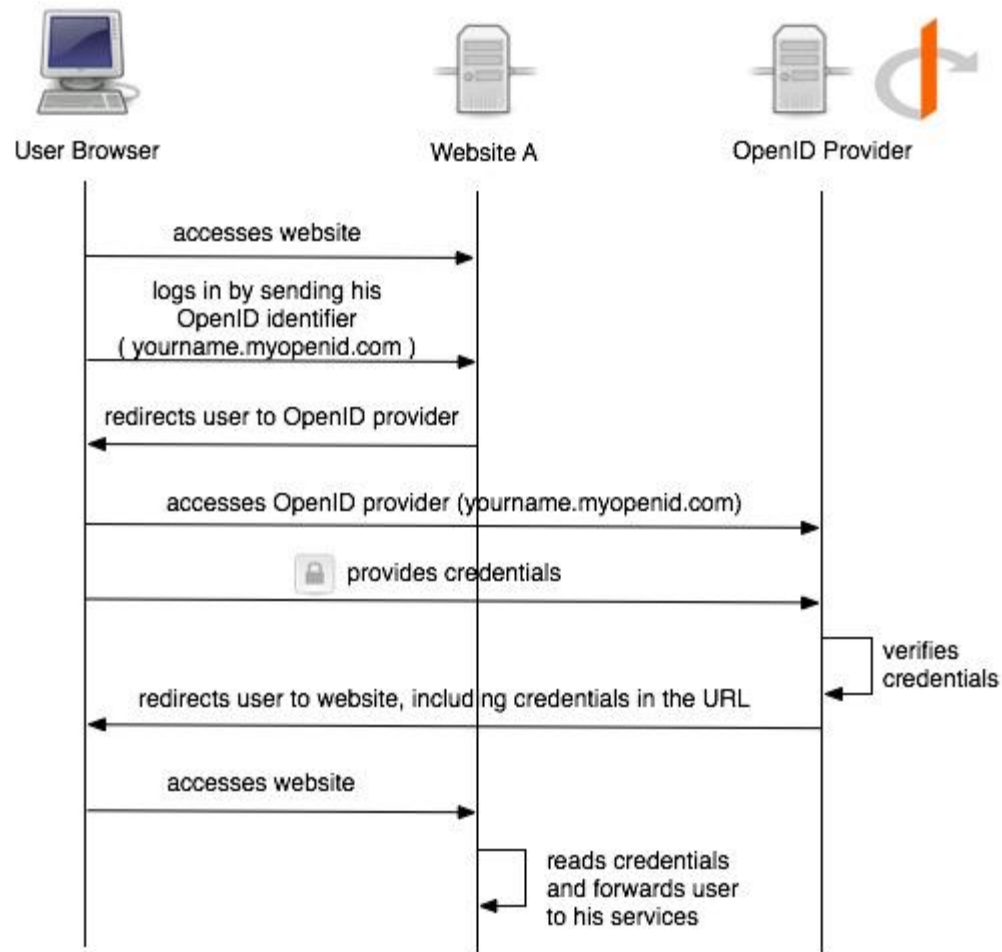 User Browser
Website A
OpenID Provider
accesses website
logs in by sending his
OpenID identifier
( yourname.myopenid.com )
redirects user to OpenID provider
accesses OpenID provider (yourname.myopenid.com)
provides credentials
verifies
credentials
redirects user to website, including credentials in the URL
accesses website
reads credentials
and forwards user
to his services